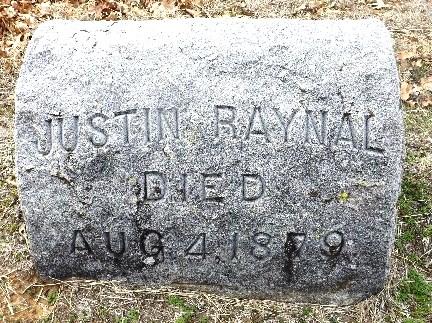 JUSTIN RAYNAL
DIED
AUG 4, 1879